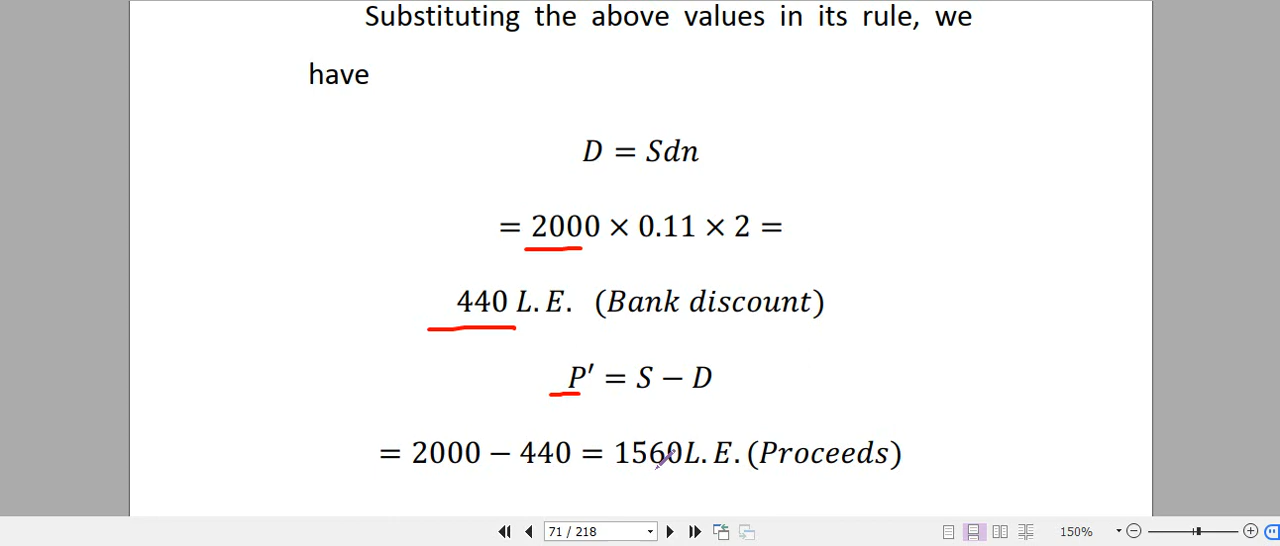 Substituting the above values in its rule, we
have
D = Sdn
= 2000 × 0.11 × 2 =
440 L.E. (Bank discount)
P′ = S − D
= 2000 − 440 = 1560L.E.(Proceeds)
71 / 218
150%